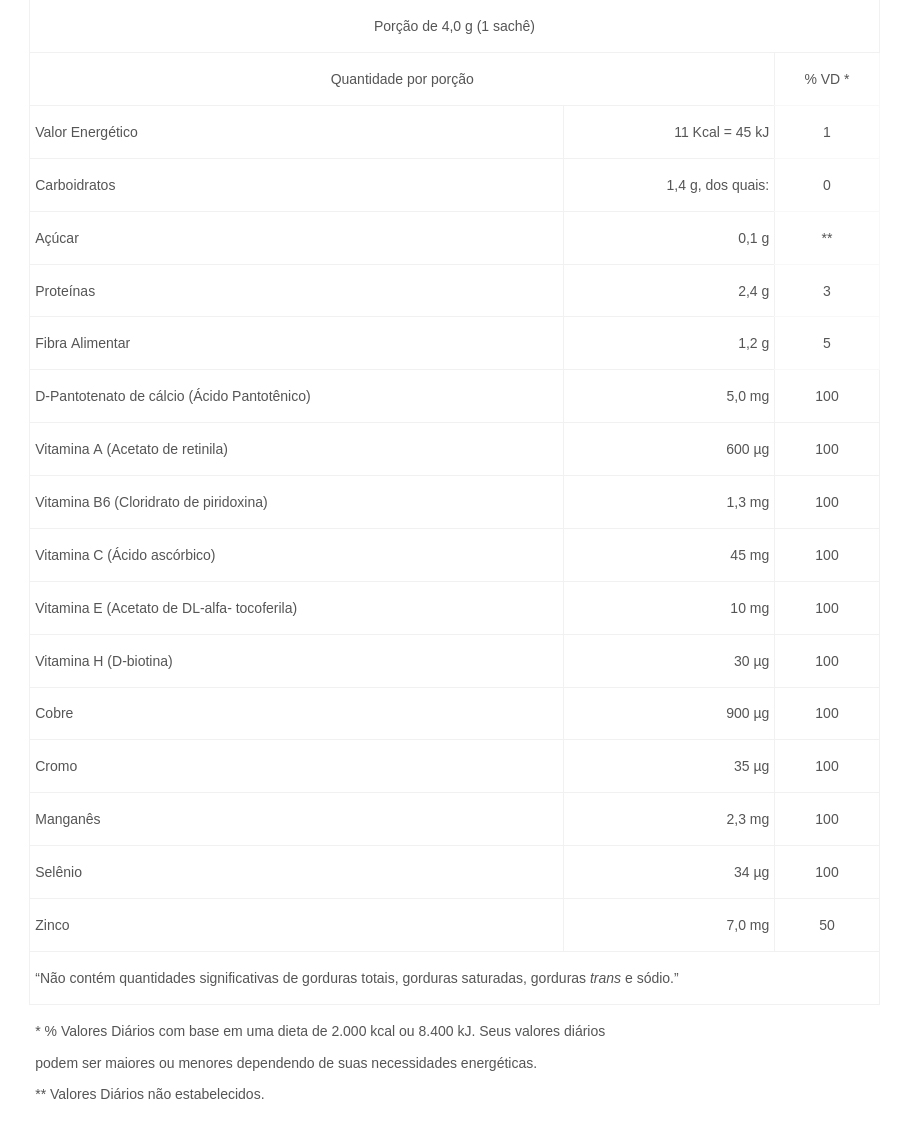 Porção de 4,0 g (1 sachê)
Quantidade por porção % VD *
Valor Energético 11 Kcal = 45 kJ 1
Carboidratos 1,4 g, dos quais: 0
Açúcar 0,1 g **
Proteínas 2,4 g 3
Fibra Alimentar 1,2 g 5
D-Pantotenato de cálcio (Ácido Pantotênico) 5,0 mg 100
Vitamina A (Acetato de retinila) 600 µg 100
Vitamina B6 (Cloridrato de piridoxina) 1,3 mg 100
Vitamina C (Ácido ascórbico) 45 mg 100
Vitamina E (Acetato de DL-alfa- tocoferila) 10 mg 100
Vitamina H (D-biotina) 30 µg 100
Cobre 900 µg 100
Cromo 35 µg 100
Manganês 2,3 mg 100
Selênio 34 µg 100
Zinco 7,0 mg 50
“Não contém quantidades significativas de gorduras totais, gorduras saturadas, gorduras trans e sódio.”
* % Valores Diários com base em uma dieta de 2.000 kcal ou 8.400 kJ. Seus valores diários
podem ser maiores ou menores dependendo de suas necessidades energéticas.
** Valores Diários não estabelecidos.